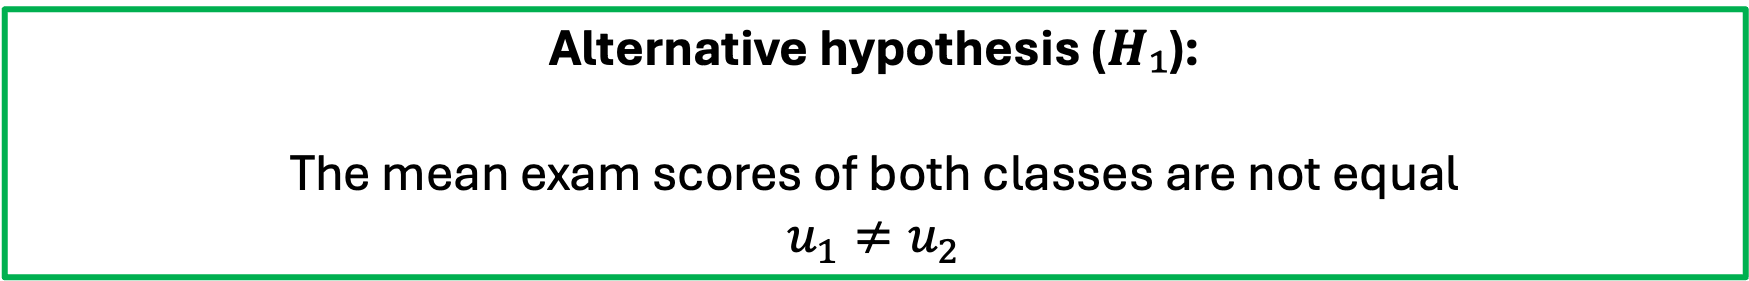 Alternative hypothesis (𝑯₁):
The mean exam scores of both classes are not equal
𝑢₁ ≠ 𝑢₂